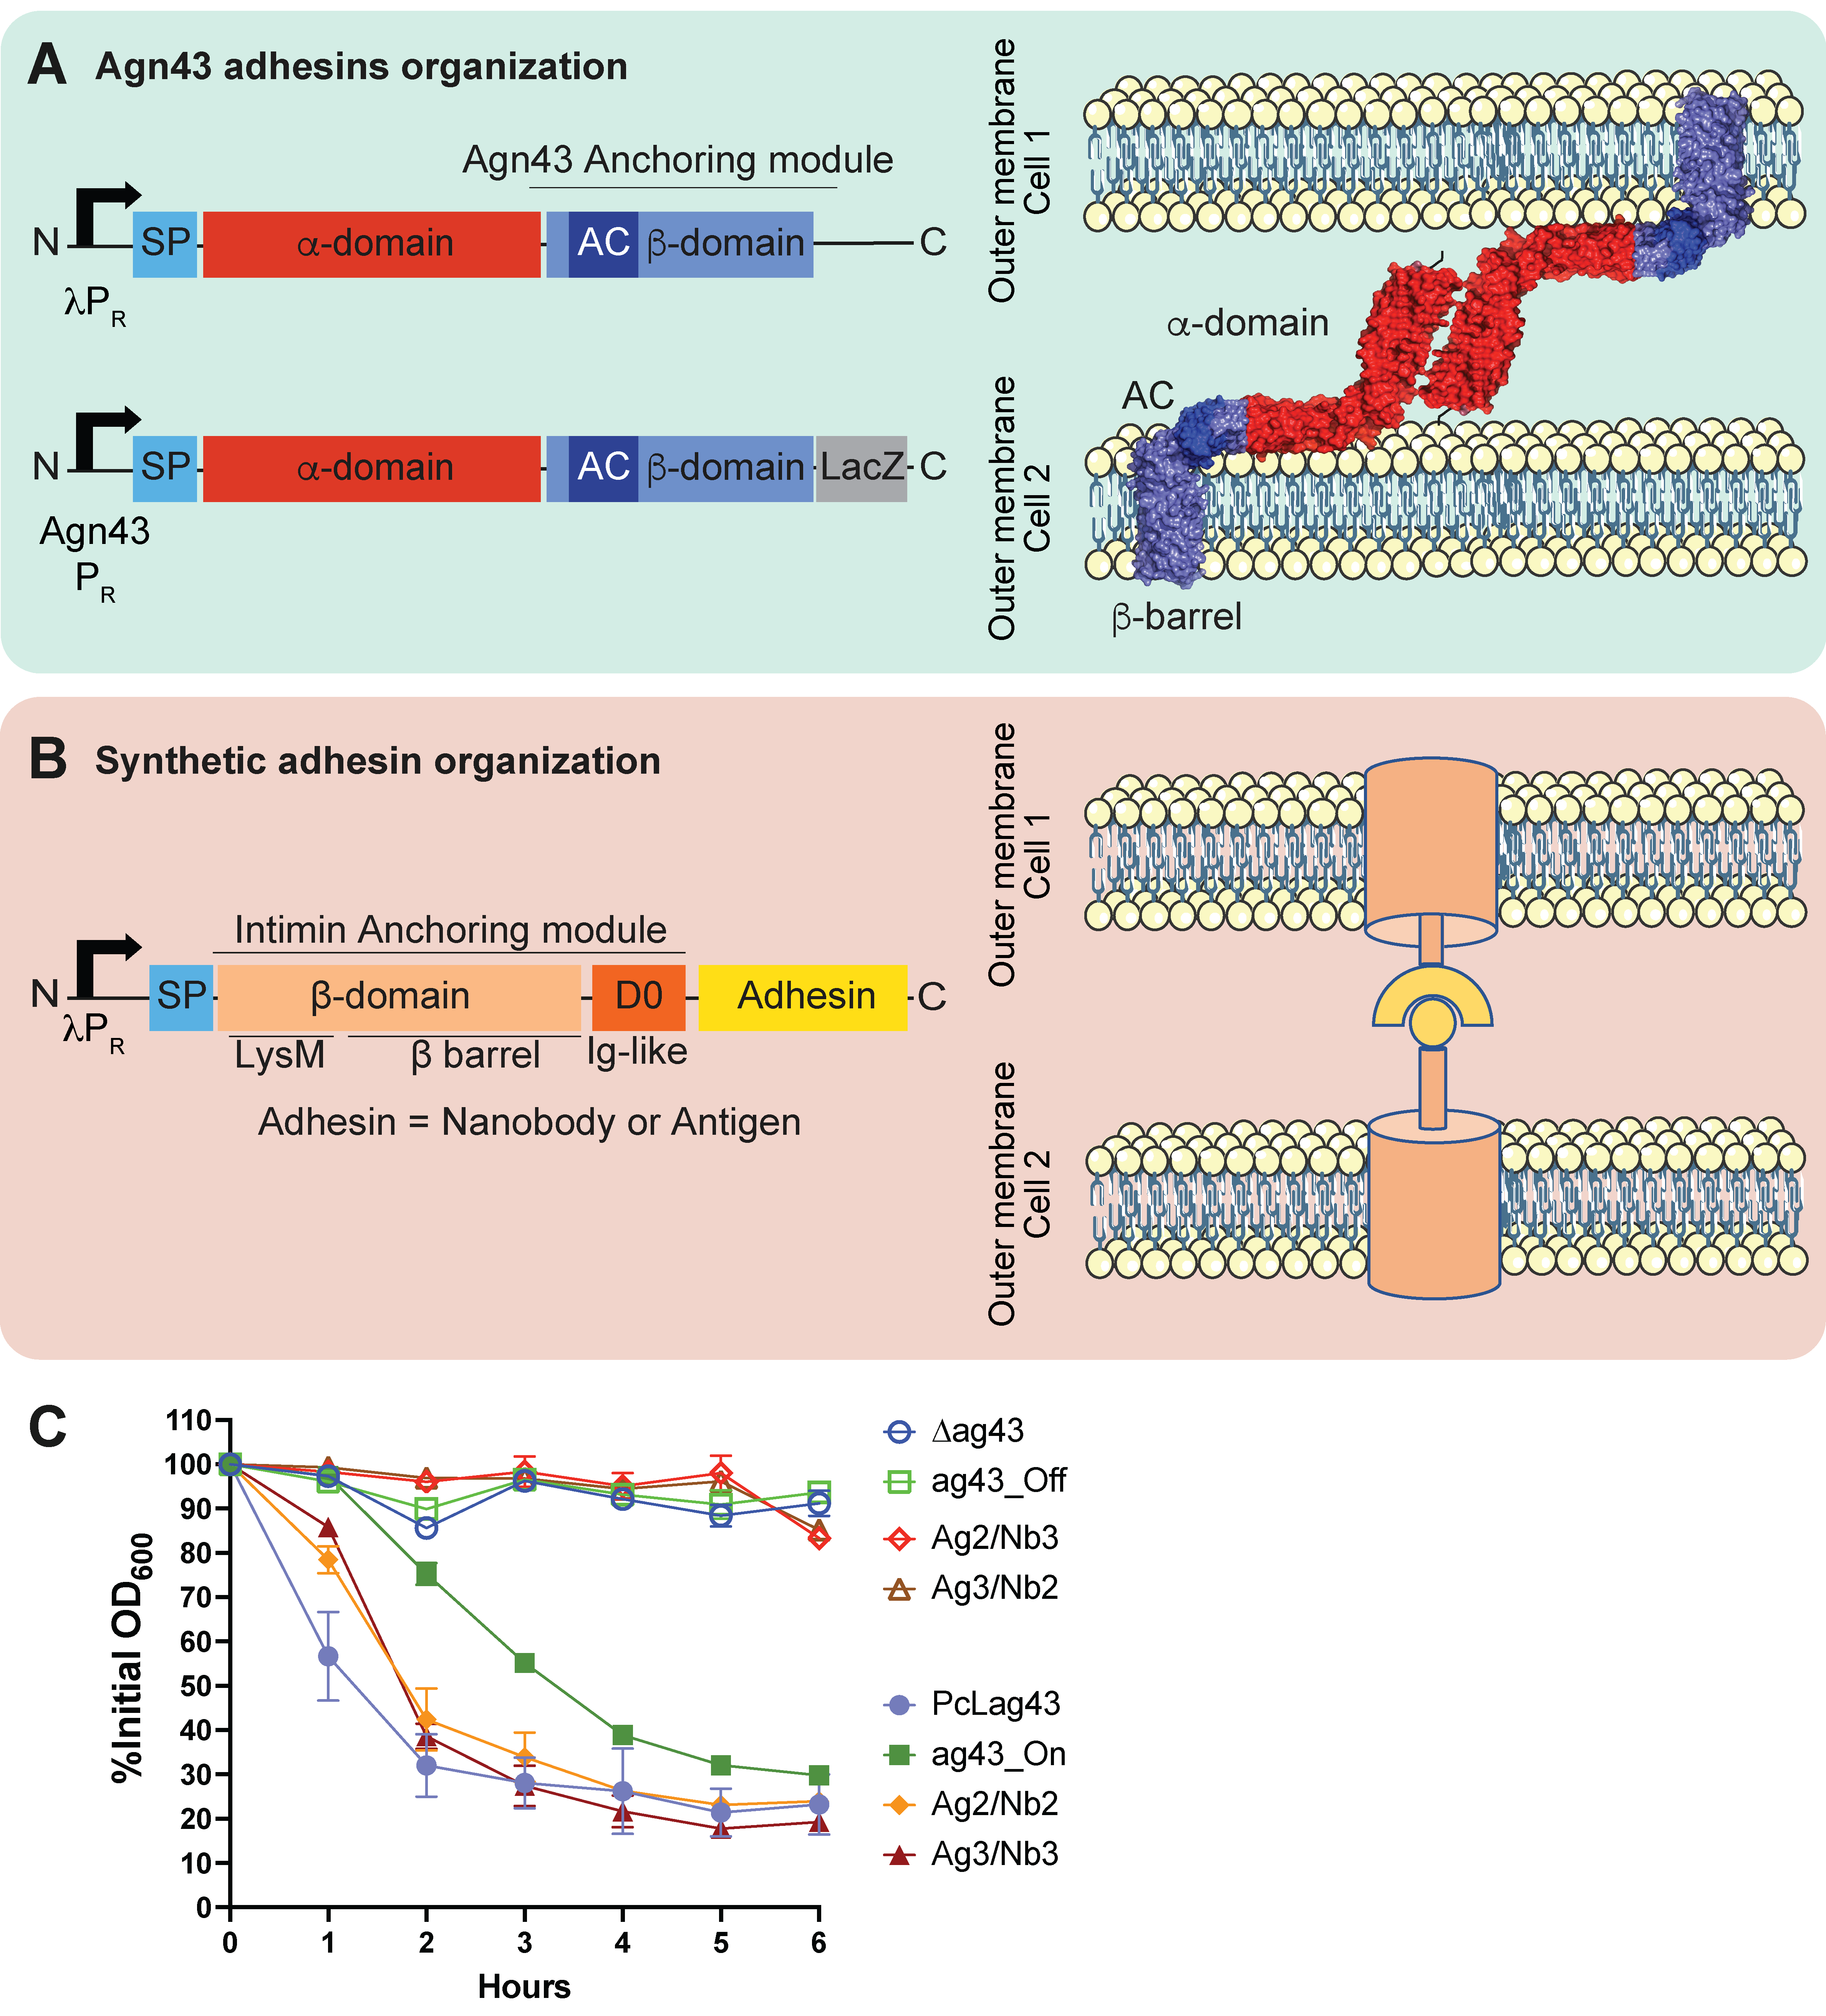 A Agn43 adhesins organization
Agn43 Anchoring module
N SP α-domain AC β-domain C
λPR
N SP α-domain AC β-domain LacZ C
Agn43
PR
Outer membrane
Cell 1
α-domain
AC
Outer membrane
Cell 2
β-barrel
B Synthetic adhesin organization
Intimin Anchoring module
N SP β-domain D0 Adhesin C
λPR
LysM β barrel Ig-like
Adhesin = Nanobody or Antigen
Outer membrane
Cell 1
Outer membrane
Cell 2
C
%Initial OD600
110
100
90
80
70
60
50
40
30
20
10
0
0 1 2 3 4 5 6
Hours
Δag43
ag43_Off
Ag2/Nb3
Ag3/Nb2
PcLag43
ag43_On
Ag2/Nb2
Ag3/Nb3